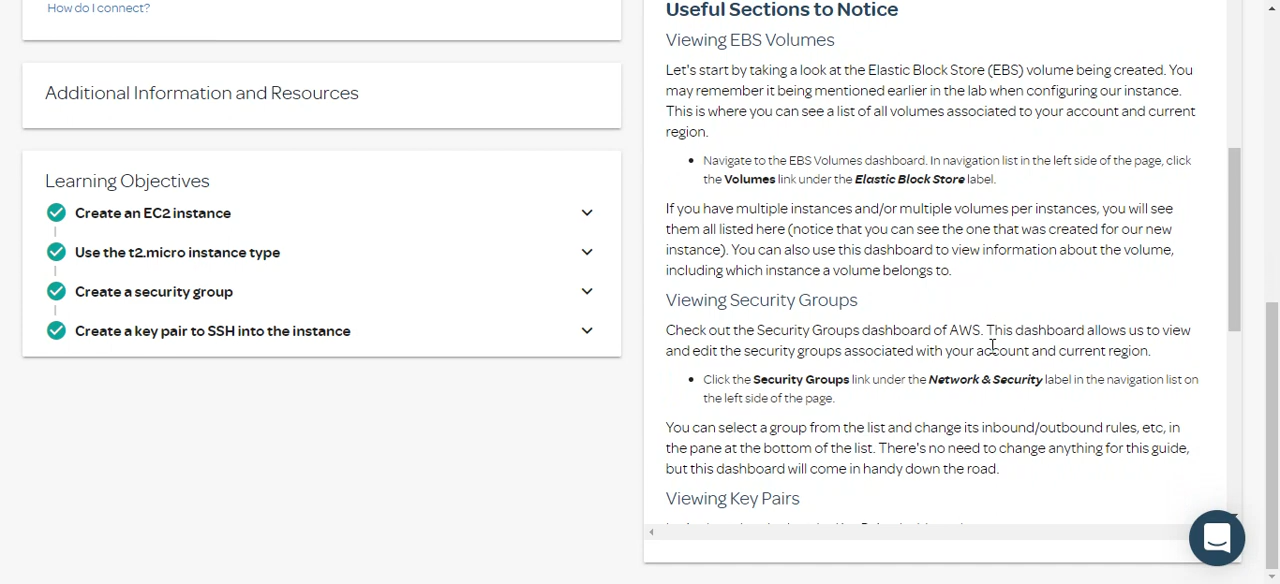 How do I connect?
Additional Information and Resources
Learning Objectives
Create an EC2 instance
Use the t2.micro instance type
Create a security group
Create a key pair to SSH into the instance
Useful Sections to Notice
Viewing EBS Volumes
Let's start by taking a look at the Elastic Block Store (EBS) volume being created. You
may remember it being mentioned earlier in the lab when configuring our instance.
This is where you can see a list of all volumes associated to your account and current
region.
• Navigate to the EBS Volumes dashboard. In navigation list in the left side of the page, click
the Volumes link under the Elastic Block Store label.
If you have multiple instances and/or multiple volumes per instances, you will see
them all listed here (notice that you can see the one that was created for our new
instance). You can also use this dashboard to view information about the volume,
including which instance a volume belongs to.
Viewing Security Groups
Check out the Security Groups dashboard of AWS. This dashboard allows us to view
and edit the security groups associated with your account and current region.
• Click the Security Groups link under the Network & Security label in the navigation list on
the left side of the page.
You can select a group from the list and change its inbound/outbound rules, etc, in
the pane at the bottom of the list. There's no need to change anything for this guide,
but this dashboard will come in handy down the road.
Viewing Key Pairs